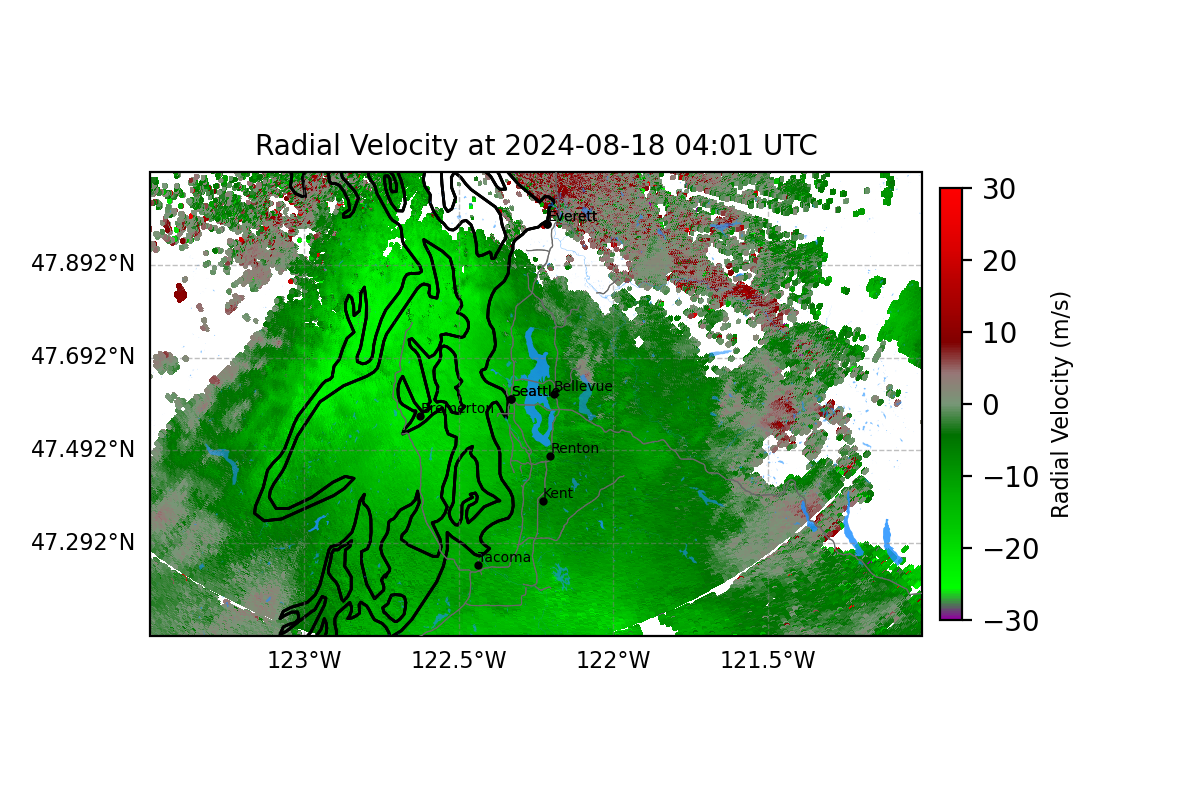 Radial Velocity at 2024-08-18 04:01 UTC
Everett
47.892°N
47.692°N
47.492°N
47.292°N
Seattle
Bellevue
Bremerton
Renton
Kent
Tacoma
123°W
122.5°W
122°W
121.5°W
30
20
10
0
−10
−20
−30
Radial Velocity (m/s)